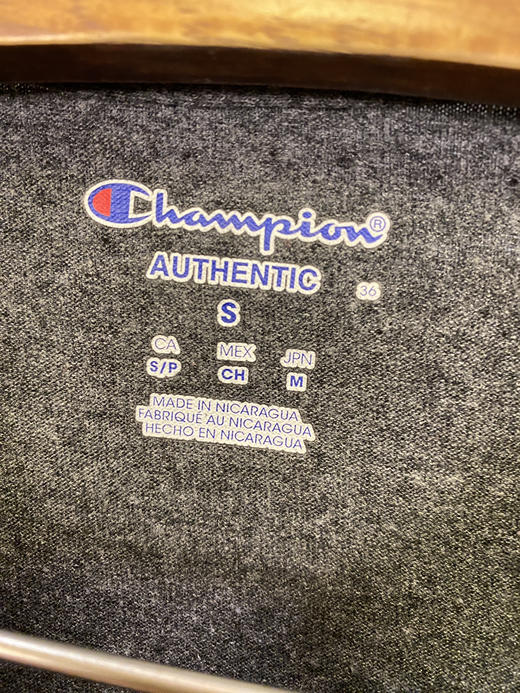 Champion®
AUTHENTIC
36
S
CA MEX JPN
S/P CH M
MADE IN NICARAGUA
FABRIQUÉ AU NICARAGUA
HECHO EN NICARAGUA